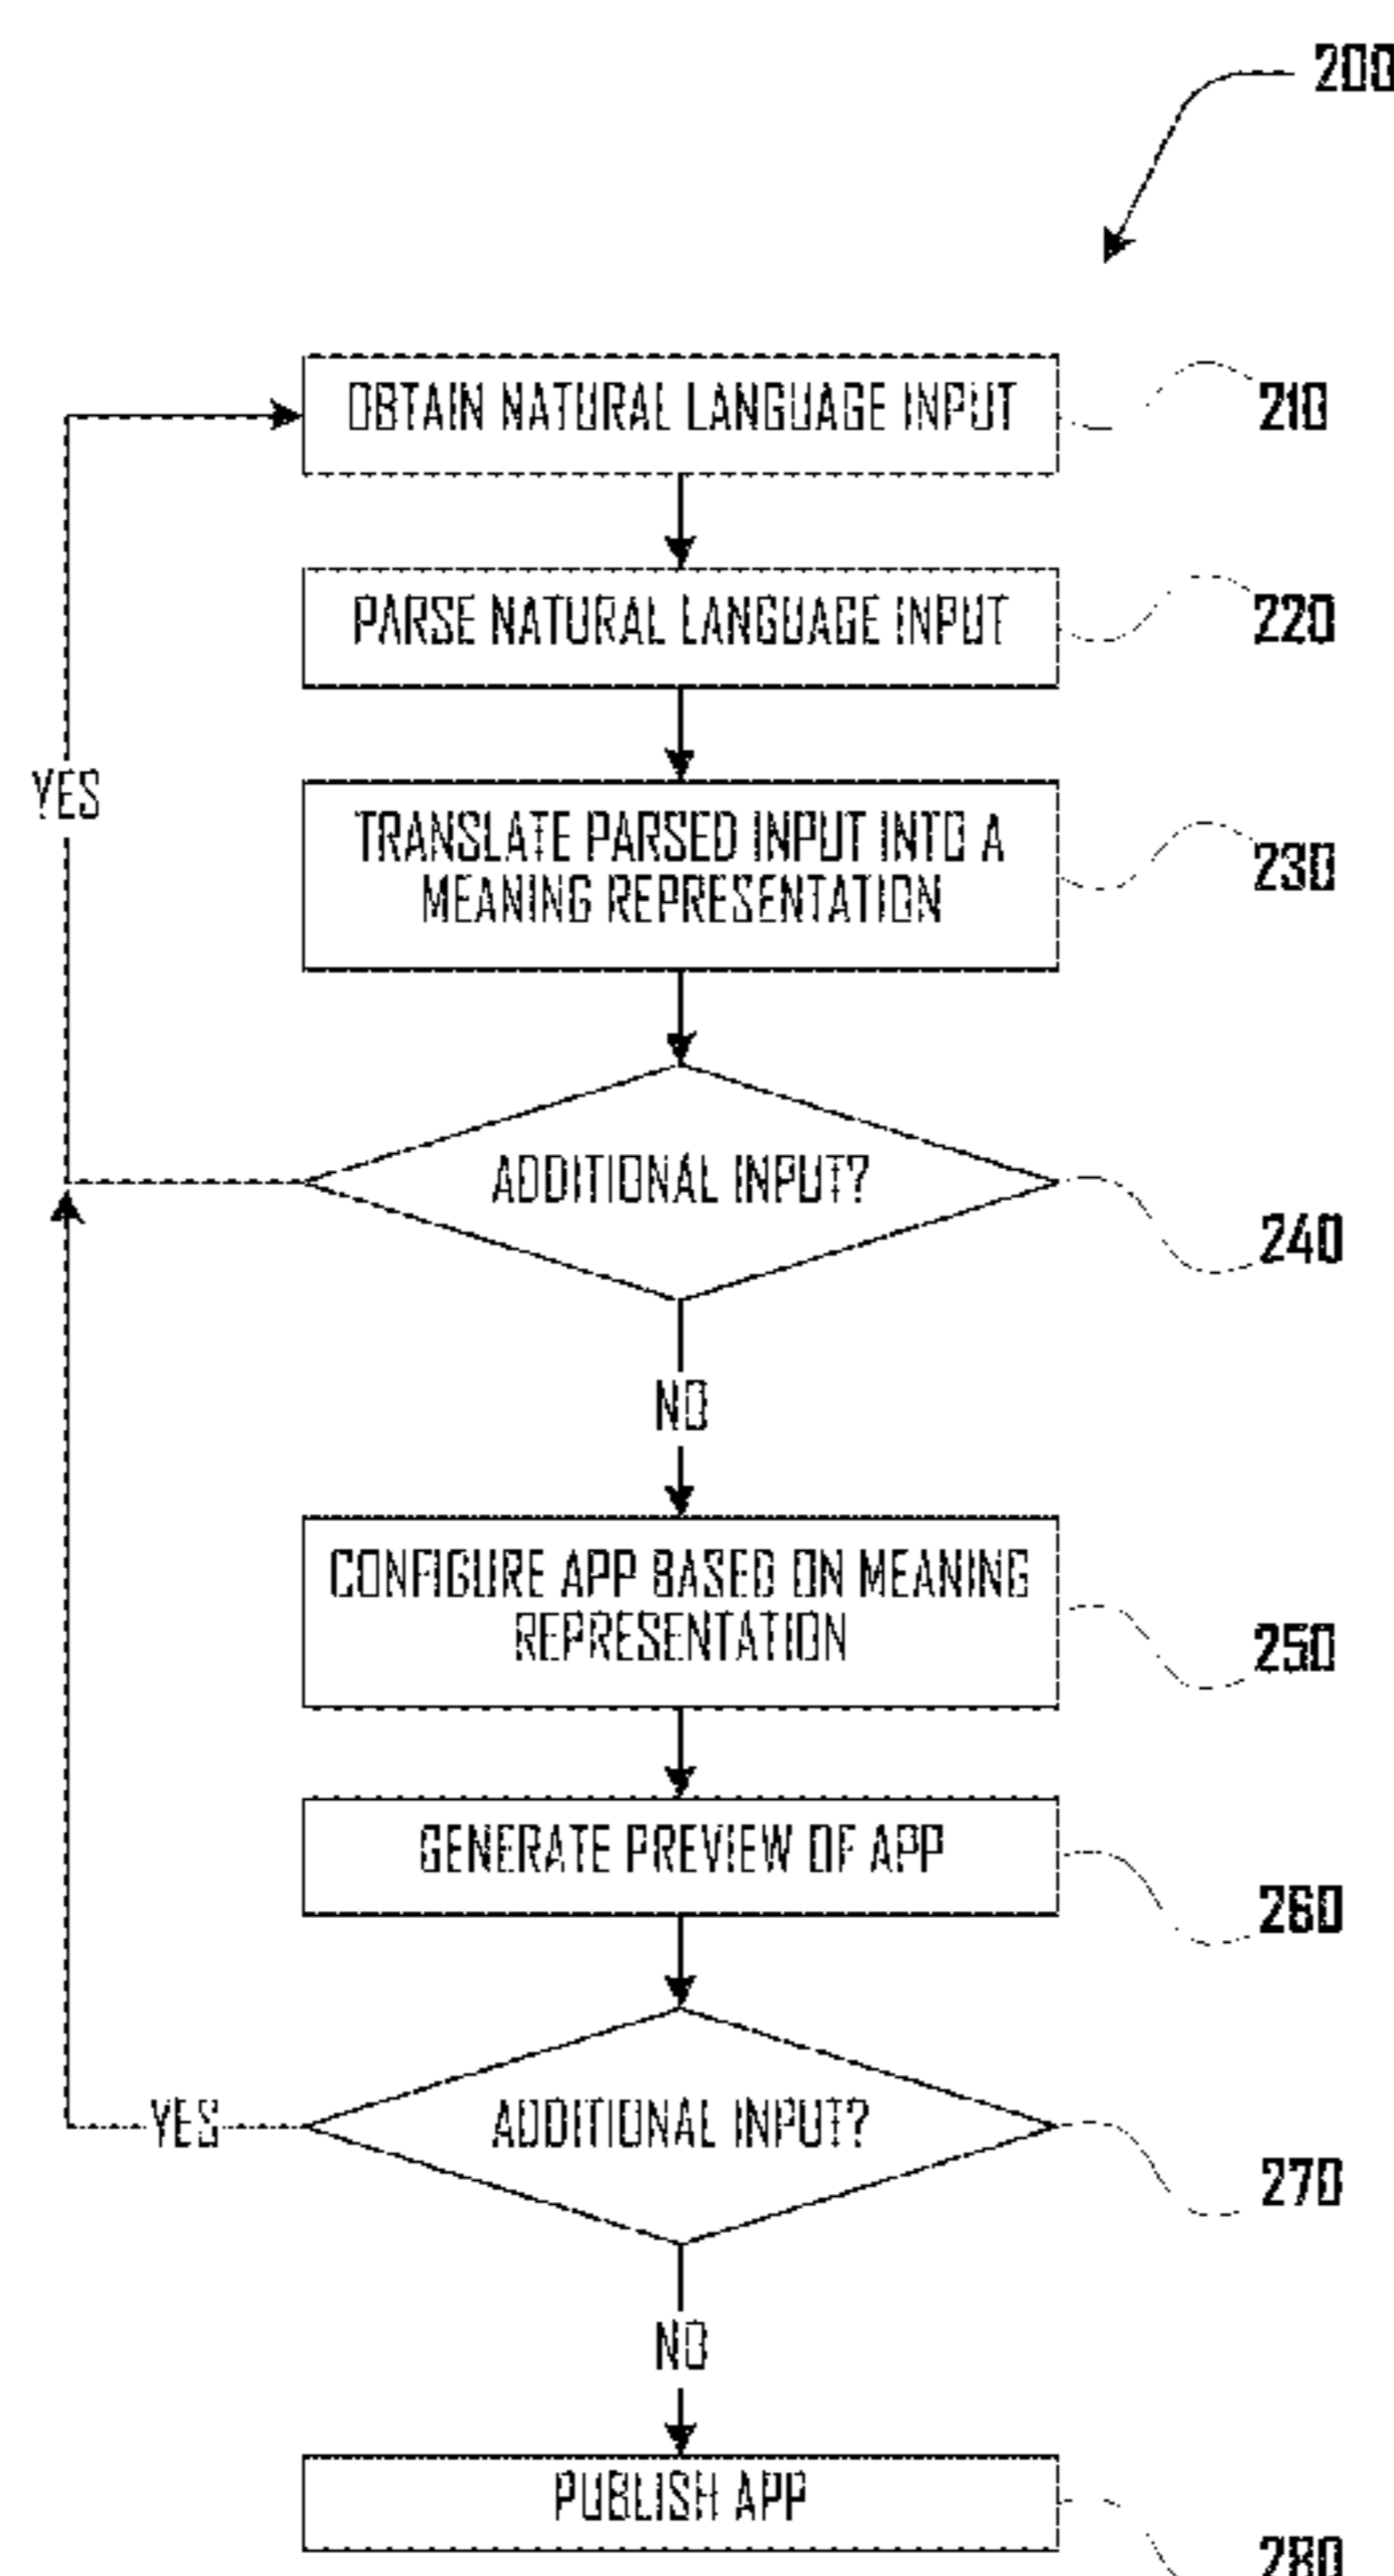 200
OBTAIN NATURAL LANGUAGE INPUT
210
PARSE NATURAL LANGUAGE INPUT
220
YES
TRANSLATE PARSED INPUT INTO A
MEANING REPRESENTATION
230
ADDITIONAL INPUT?
240
NO
CONFIGURE APP BASED ON MEANING
REPRESENTATION
250
GENERATE PREVIEW OF APP
260
YES
ADDITIONAL INPUT?
270
NO
PUBLISH APP
280